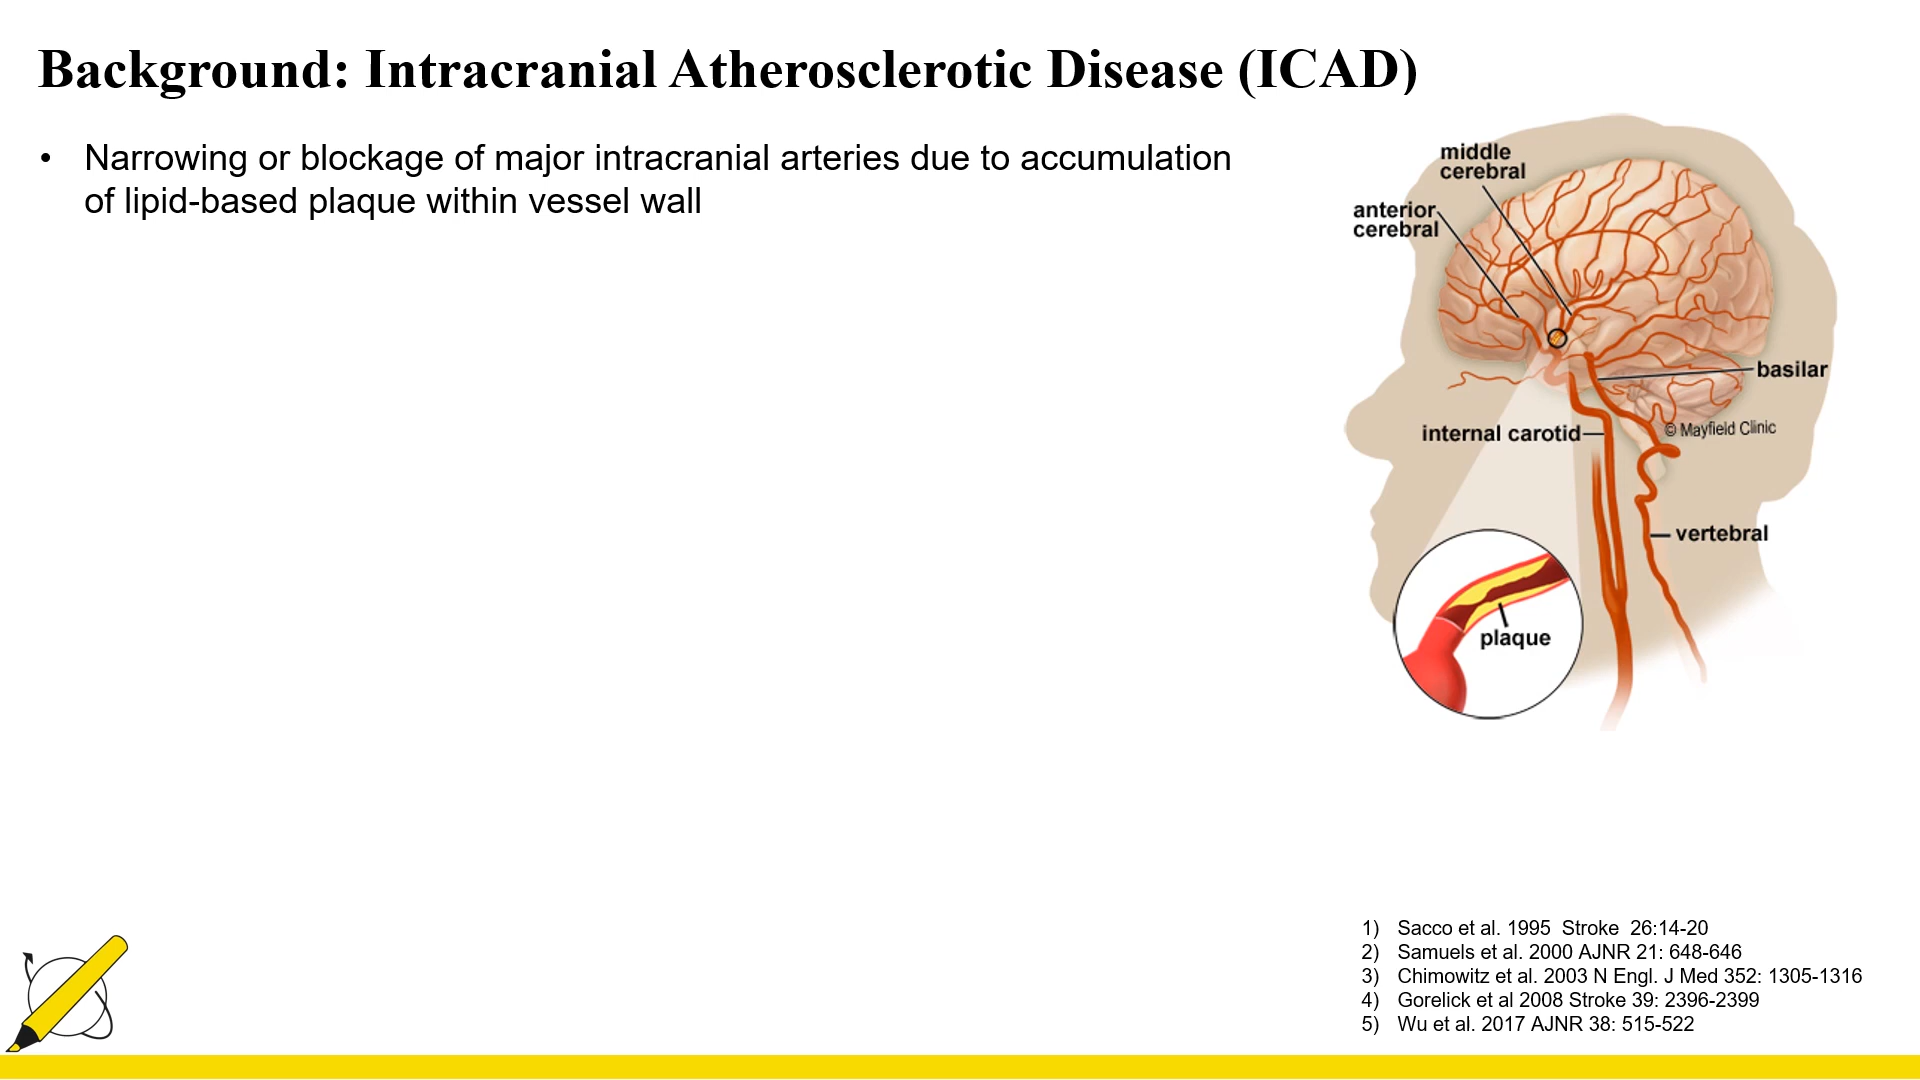 Background: Intracranial Atherosclerotic Disease (ICAD)
• Narrowing or blockage of major intracranial arteries due to accumulation
of lipid-based plaque within vessel wall
middle
cerebral
anterior
cerebral
basilar
internal carotid
© Mayfield Clinic
vertebral
plaque
1) Sacco et al. 1995 Stroke 26:14-20
2) Samuels et al. 2000 AJNR 21: 648-646
3) Chimowitz et al. 2003 N Engl. J Med 352: 1305-1316
4) Gorelick et al 2008 Stroke 39: 2396-2399
5) Wu et al. 2017 AJNR 38: 515-522